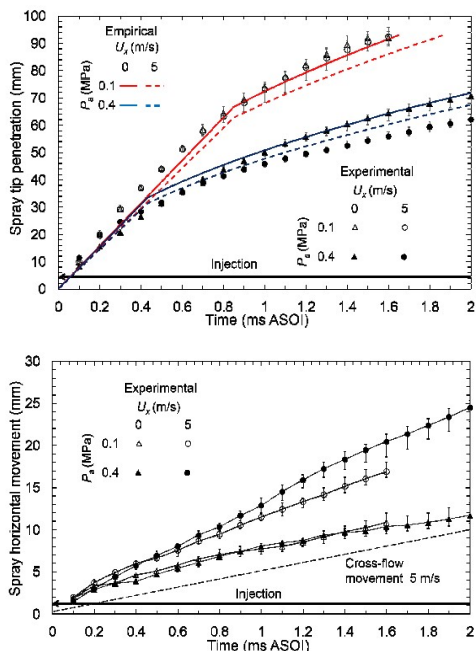 Spray tip penetration (mm)
100
90
80
70
60
50
40
30
20
10
0
Empirical
Uₓ (m/s)
0 5
Pₐ (MPa)
0.1
0.4
Experimental
Uₓ (m/s)
0 5
Pₐ (MPa)
0.1
0.4
Injection
0 0.2 0.4 0.6 0.8 1 1.2 1.4 1.6 1.8 2
Time (ms ASOI)
Spray horizontal movement (mm)
30
25
20
15
10
5
0
Experimental
Uₓ (m/s)
0 5
Pₐ (MPa)
0.1
0.4
Cross-flow
movement 5 m/s
Injection
0 0.2 0.4 0.6 0.8 1 1.2 1.4 1.6 1.8 2
Time (ms ASOI)